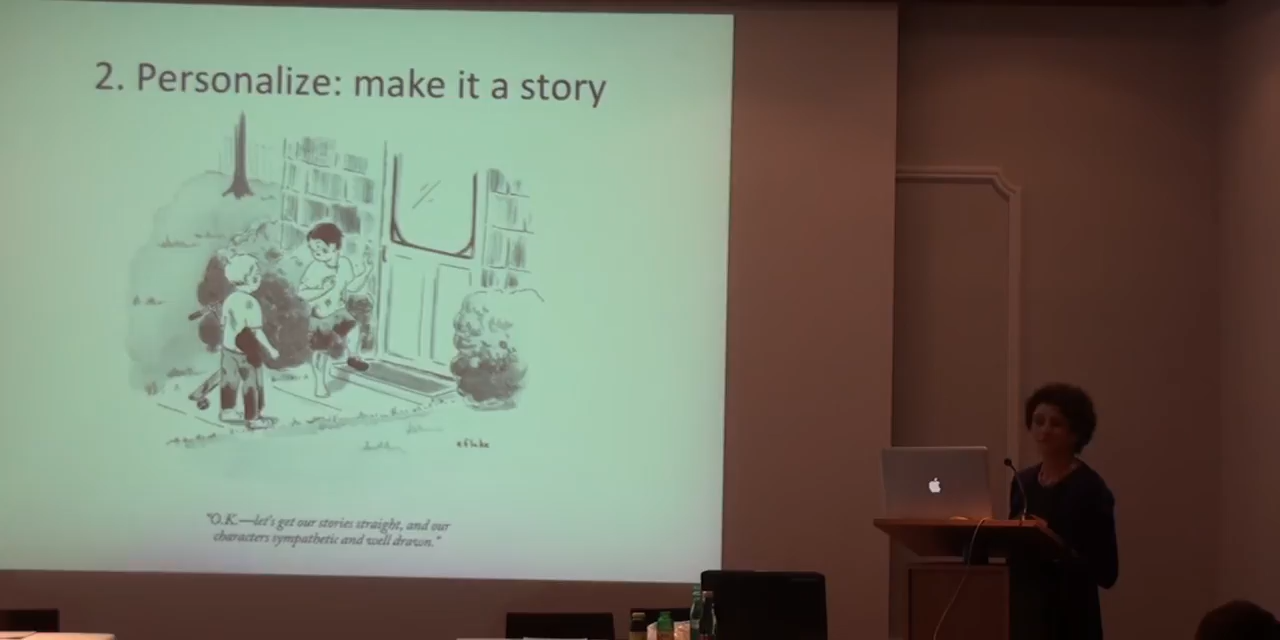 2. Personalize: make it a story
"O.K.—let's get our stories straight, and our
characters sympathetic and well drawn."